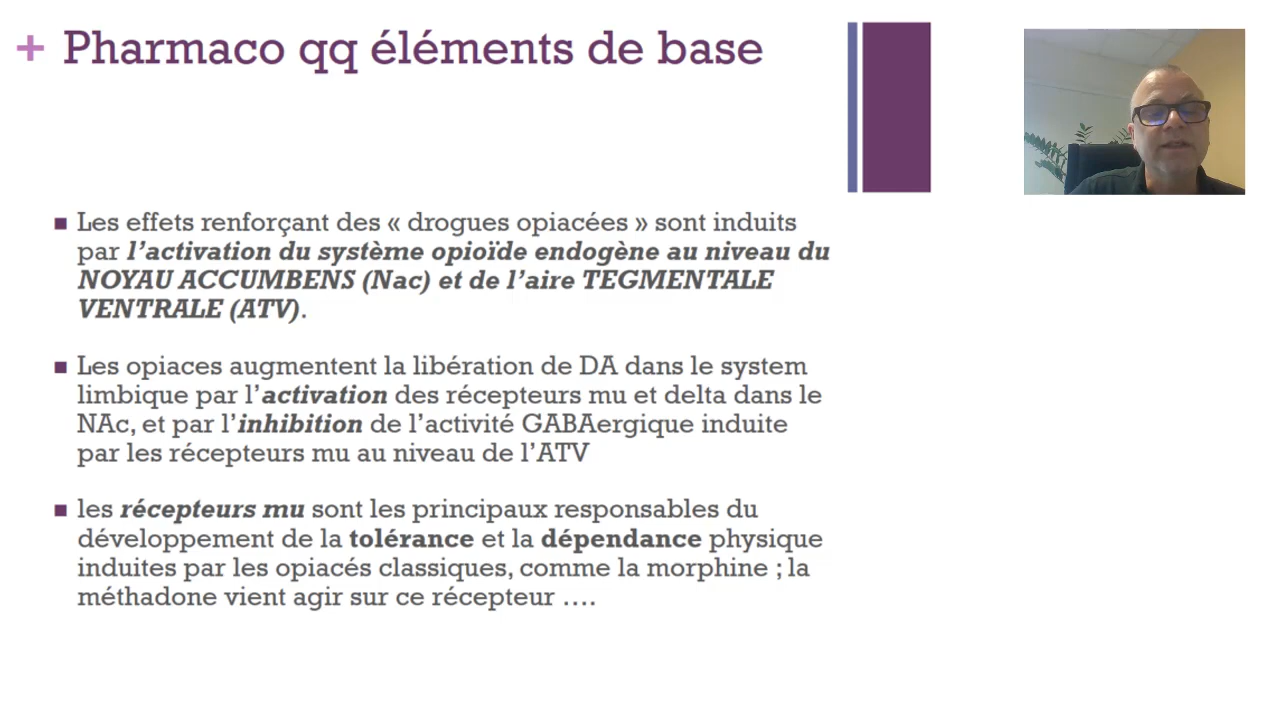 + Pharmaco qq éléments de base
▪ Les effets renforçant des « drogues opiacées » sont induits
par l’activation du système opioïde endogène au niveau du
NOYAU ACCUMBENS (Nac) et de l’aire TEGMENTALE
VENTRALE (ATV).
▪ Les opiaces augmentent la libération de DA dans le system
limbique par l’activation des récepteurs mu et delta dans le
NAc, et par l’inhibition de l’activité GABAergique induite
par les récepteurs mu au niveau de l’ATV
▪ les récepteurs mu sont les principaux responsables du
développement de la tolérance et la dépendance physique
induites par les opiacés classiques, comme la morphine ; la
méthadone vient agir sur ce récepteur ….